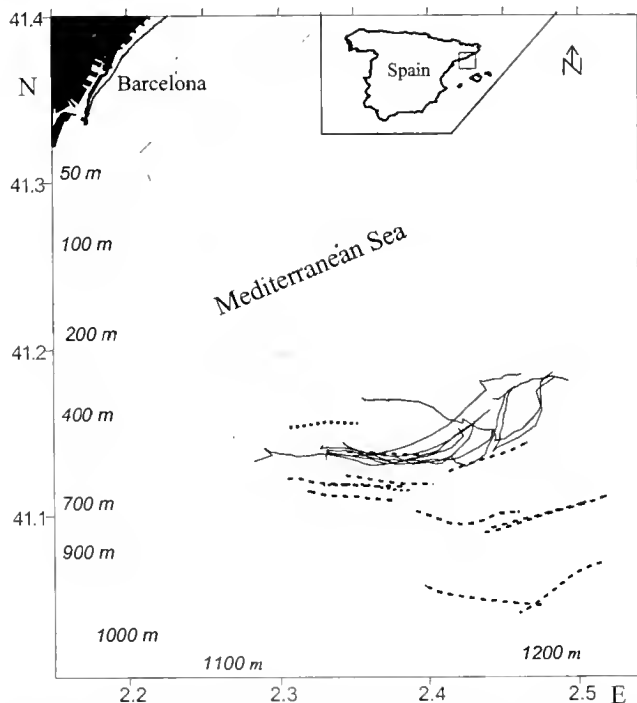 41.4
N
Barcelona
Spain
N
41.3
50 m
100 m
Mediterranean Sea
200 m
41.2
400 m
700 m
41.1
900 m
1000 m
1100 m
1200 m
2.2
2.3
2.4
2.5
E